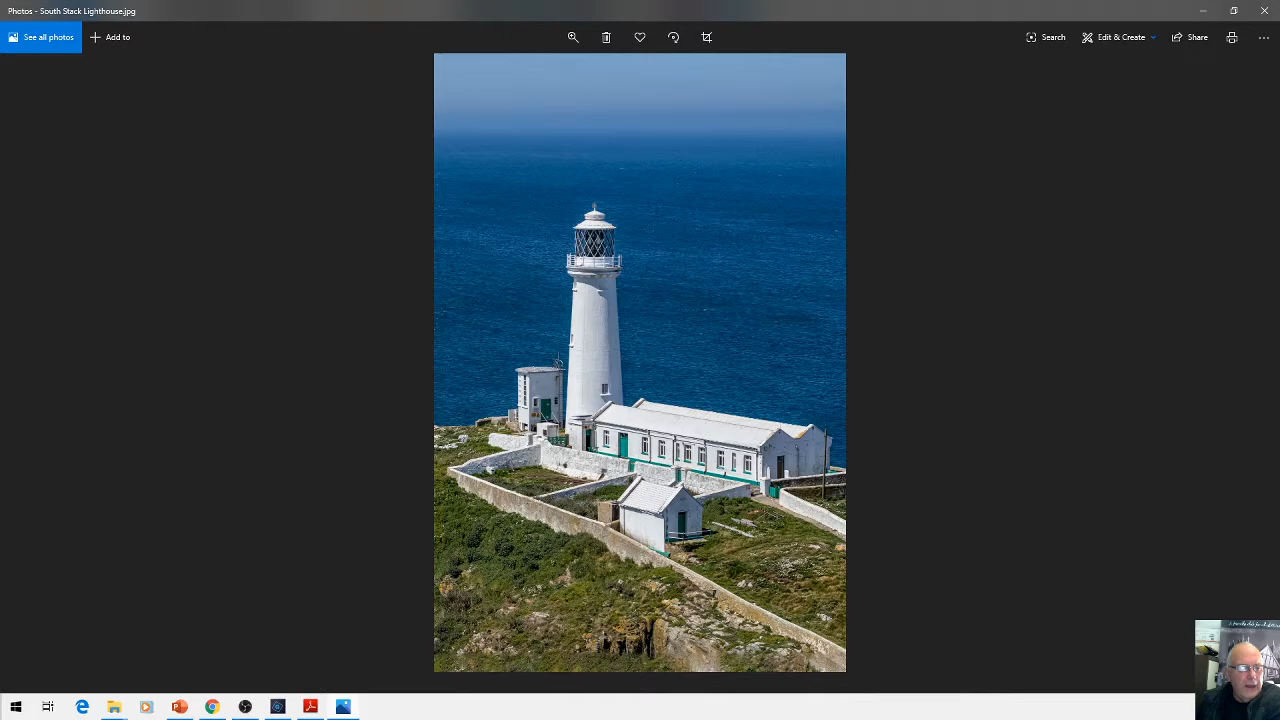 Photos - South Stack Lighthouse.jpg
See all photos
Add to
Search
Edit & Create
Share